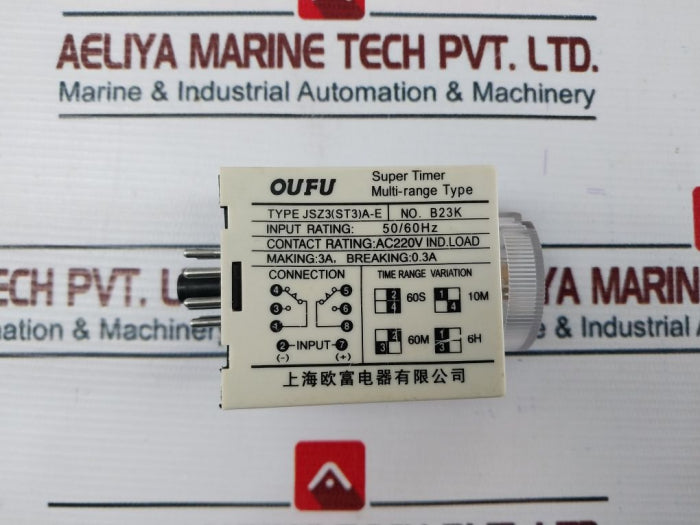 AELIYA MARINE TECH PVT. LTD.
Marine & Industrial Automation & Machinery
OUFU
Super Timer
Multi-range Type
TYPE JSZ3(ST3)A-E NO. B23K
INPUT RATING: 50/60Hz
CONTACT RATING:AC220V IND.LOAD
MAKING:3A, BREAKING:0.3A
CONNECTION TIME RANGE VARIATION
4 5
3 6
1 8
2 INPUT 7
(-) (+)
2 4 60S 1 4 10M
2 3 60M 1 3 6H
上海欧富电器有限公司
CH PVT. L
YA MARINE
ation & Machiner
& Industrial Au